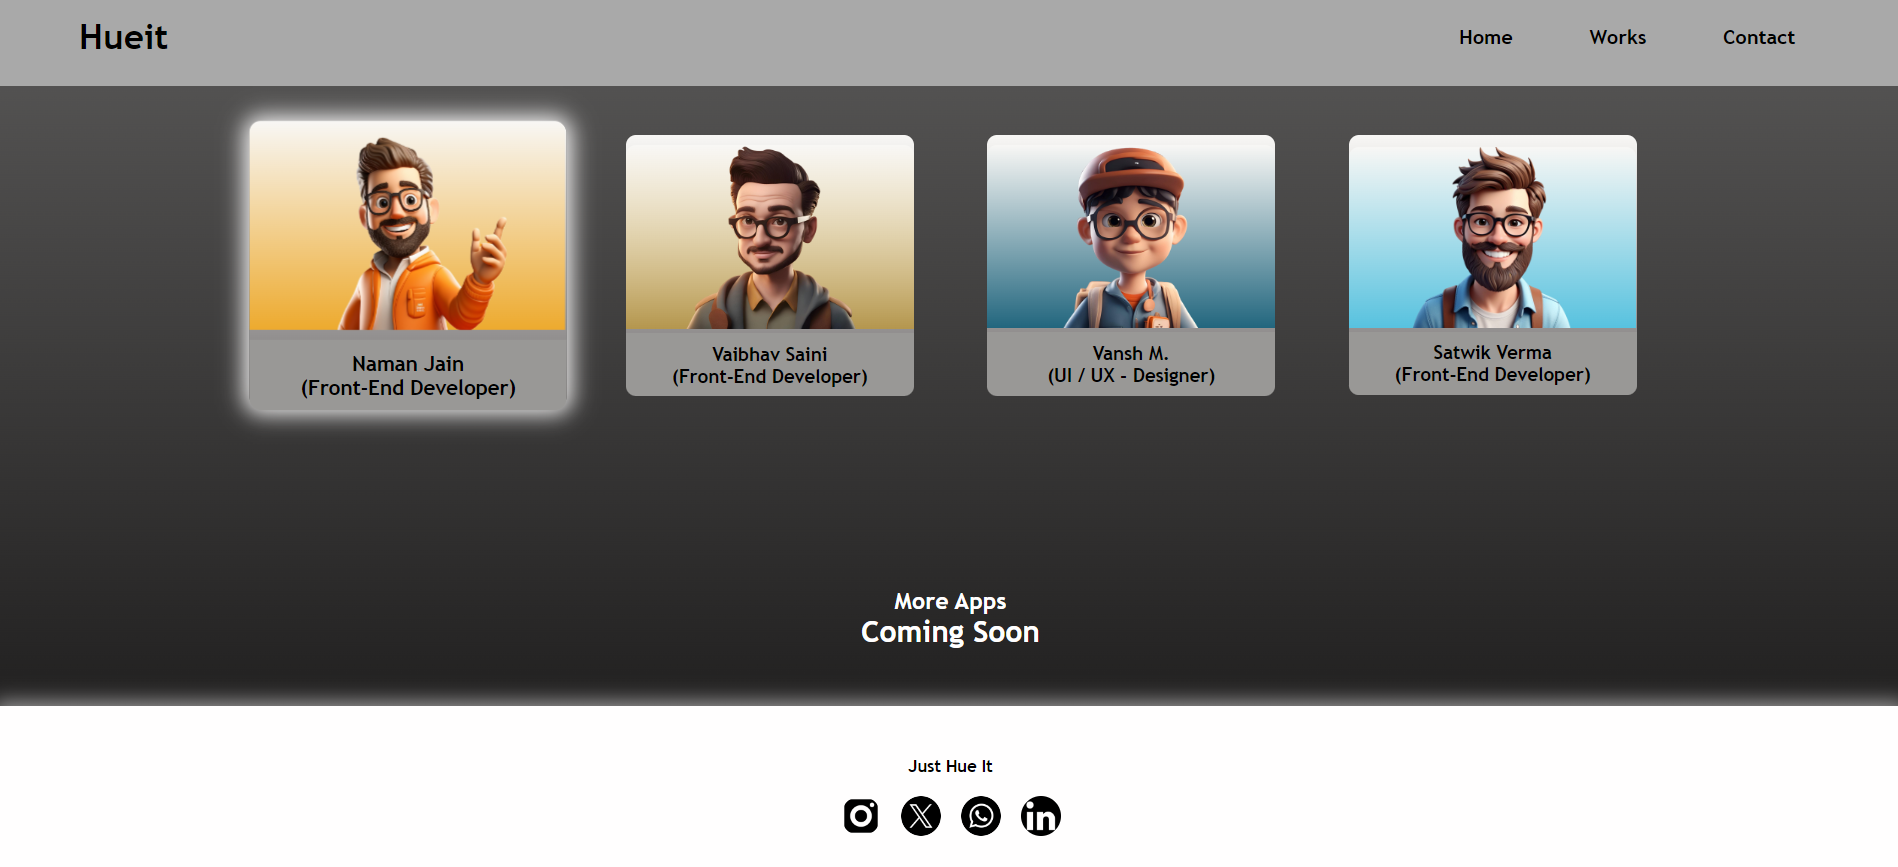 Hueit
Home
Works
Contact
Naman Jain
(Front-End Developer)
Vaibhav Saini
(Front-End Developer)
Vansh M.
(UI / UX - Designer)
Satwik Verma
(Front-End Developer)
More Apps
Coming Soon
Just Hue It